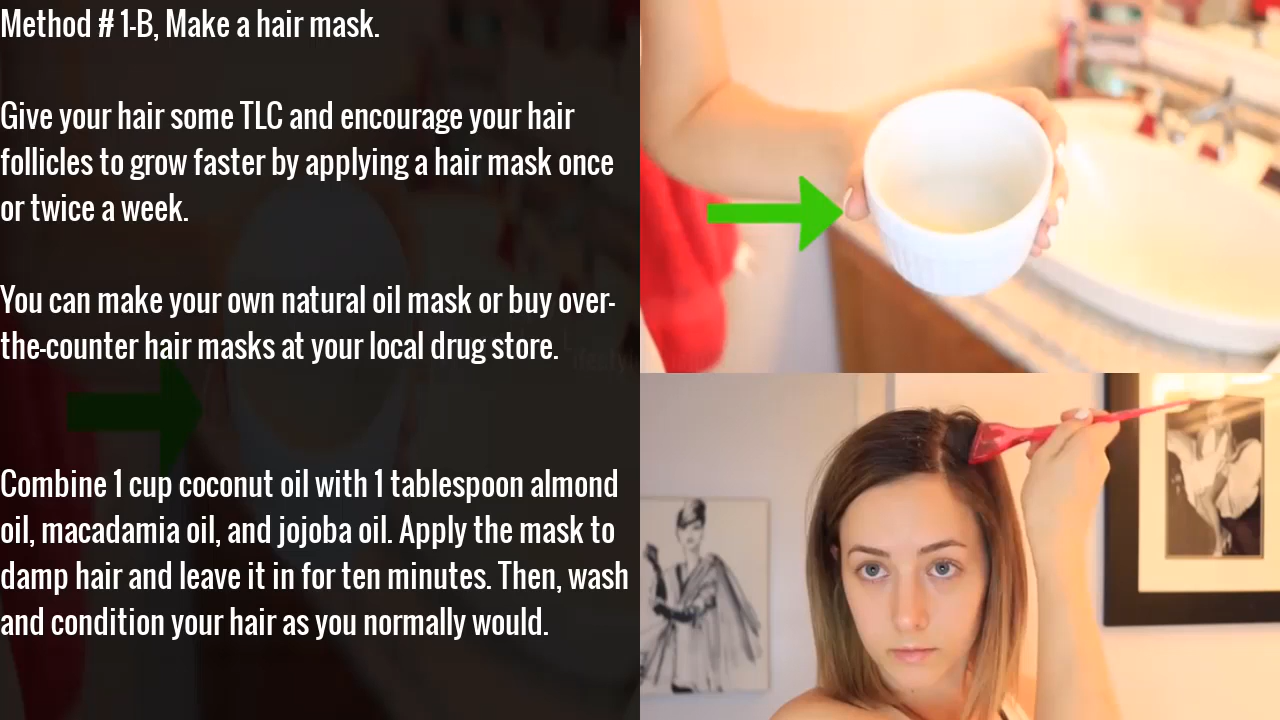 Method # 1-B, Make a hair mask.
Give your hair some TLC and encourage your hair
follicles to grow faster by applying a hair mask once
or twice a week.
You can make your own natural oil mask or buy over-
the-counter hair masks at your local drug store.
Combine 1 cup coconut oil with 1 tablespoon almond
oil, macadamia oil, and jojoba oil. Apply the mask to
damp hair and leave it in for ten minutes. Then, wash
and condition your hair as you normally would.